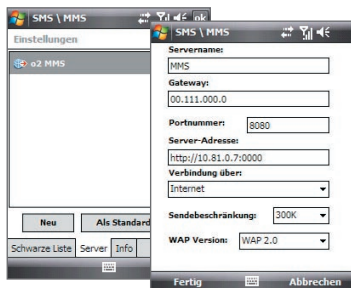 SMS \ MMS
ok
Einstellungen
o2 MMS
Neu
Als Standard
Schwarze Liste
Server
Info
SMS \ MMS
Servername:
MMS
Gateway:
00.111.000.0
Portnummer:
8080
Server-Adresse:
http://10.81.0.7:0000
Verbindung über:
Internet
Sendebeschränkung:
300K
WAP Version:
WAP 2.0
Fertig
Abbrechen